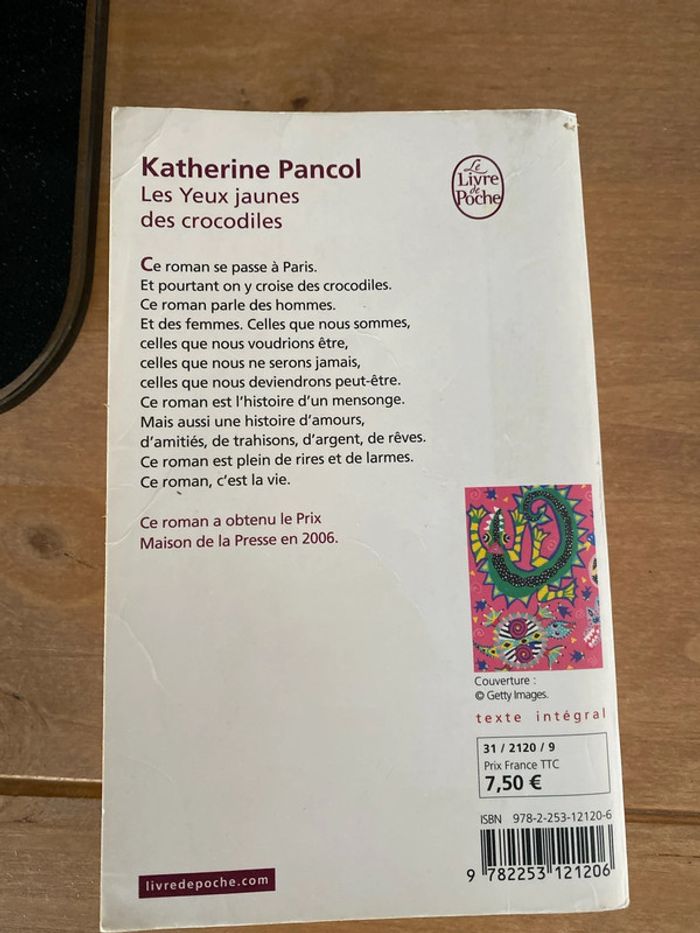 Katherine Pancol
Les Yeux jaunes
des crocodiles
Le
Livre
de
Poche
Ce roman se passe à Paris.
Et pourtant on y croise des crocodiles.
Ce roman parle des hommes.
Et des femmes. Celles que nous sommes,
celles que nous voudrions être,
celles que nous ne serons jamais,
celles que nous deviendrons peut-être.
Ce roman est l'histoire d'un mensonge.
Mais aussi une histoire d'amours,
d'amitiés, de trahisons, d'argent, de rêves.
Ce roman est plein de rires et de larmes.
Ce roman, c'est la vie.
Ce roman a obtenu le Prix
Maison de la Presse en 2006.
Couverture :
© Getty Images.
texte intégral
31 / 2120 / 9
Prix France TTC
7,50 €
ISBN 978-2-253-12120-6
9 782253 121206
livredepoche.com